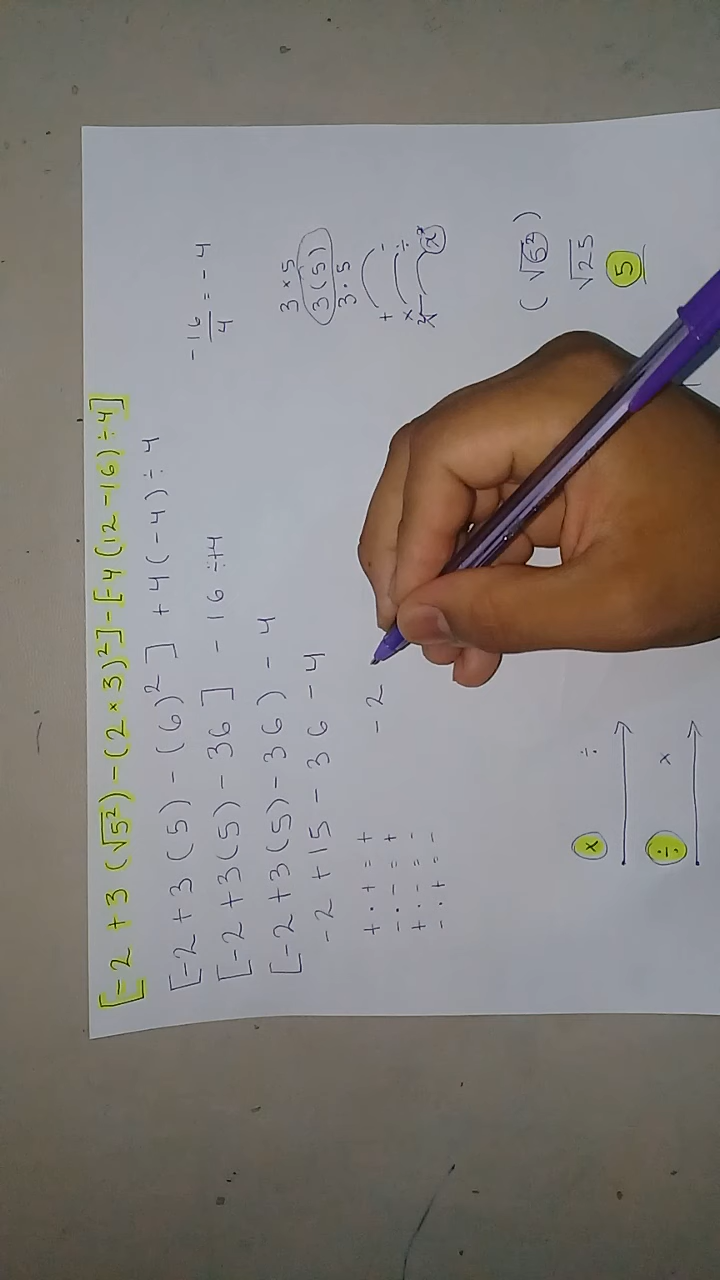 [-2 + 3 (√5²) - (2 × 3)²] - [-4 (12 - 16) ÷ 4]
[-2 + 3 (5) - (6)²] + 4 (-4) ÷ 4
[-2 + 3 (5) - 36] - 16 ÷ +4
[-2 + 3 (5) - 36) - 4
-2 + 15 - 36 - 4
-2
+ . + = +
- . - = +
+ . - = -
- . + = -
-16/4 = -4
3 × 5
3 (5)
3 . 5
+ -
× ÷
(√6²)
√25
5
× ÷
÷ ×